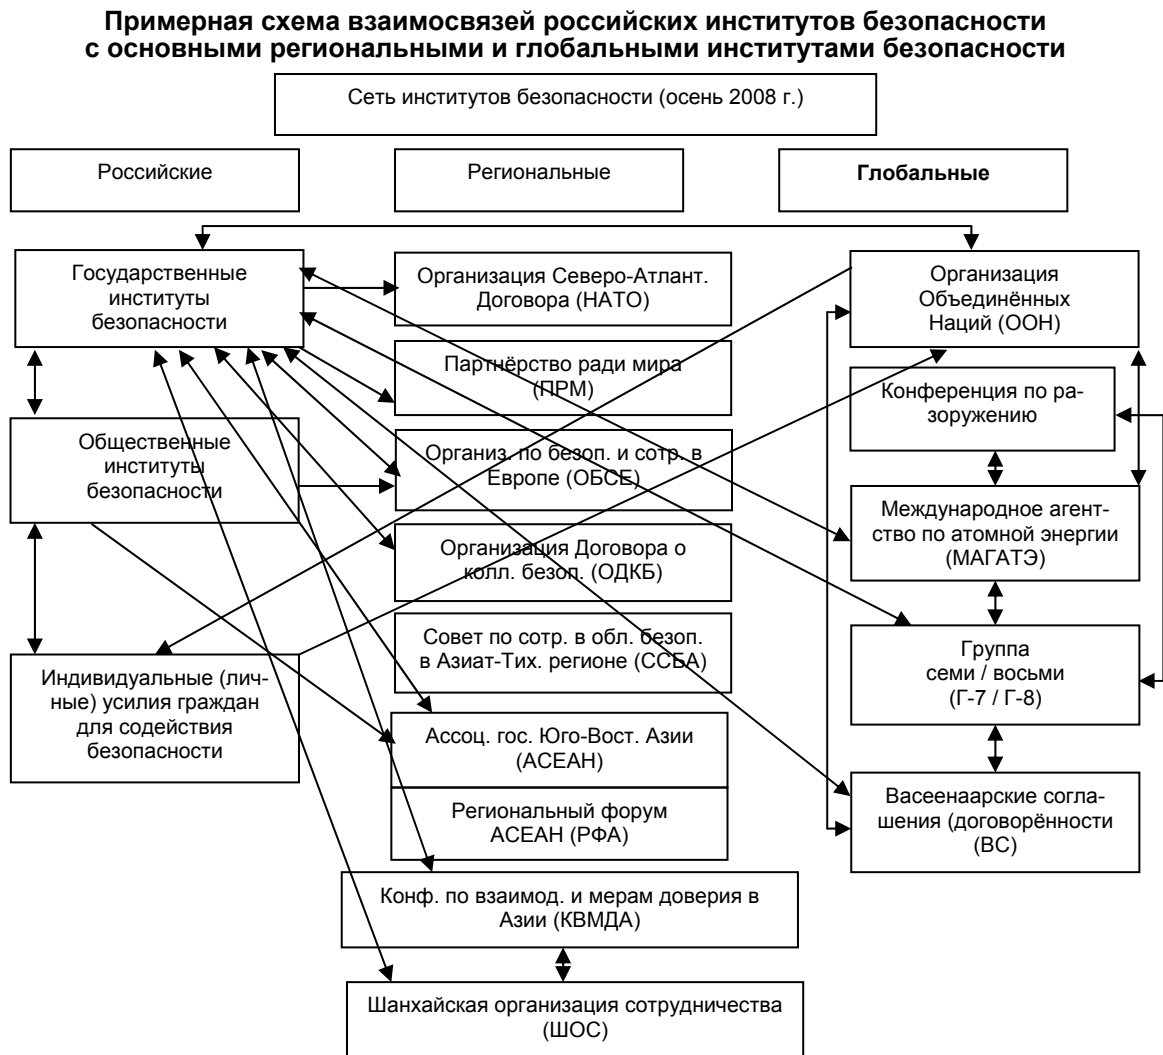 Примерная схема взаимосвязей российских институтов безопасности
с основными региональными и глобальными институтами безопасности
Сеть институтов безопасности (осень 2008 г.)
Российские
Региональные
Глобальные
Государственные
институты
безопасности
Общественные
институты
безопасности
Индивидуальные (лич-
ные) усилия граждан
для содействия
безопасности
Организация Северо-Атлант.
Договора (НАТО)
Партнёрство ради мира
(ПРМ)
Организ. по безоп. и сотр. в
Европе (ОБСЕ)
Организация Договора о
колл. безоп. (ОДКБ)
Совет по сотр. в обл. безоп.
в Азиат-Тих. регионе (ССБА)
Ассоц. гос. Юго-Вост. Азии
(АСЕАН)
Региональный форум
АСЕАН (РФА)
Конф. по взаимод. и мерам доверия в
Азии (КВМДА)
Шанхайская организация сотрудничества
(ШОС)
Организация
Объединённых
Наций (ООН)
Конференция по ра-
зоружению
Международное агент-
ство по атомной энергии
(МАГАТЭ)
Группа
семи / восьми
(Г-7 / Г-8)
Васеенаарские согла-
шения (договорённости
(ВС)